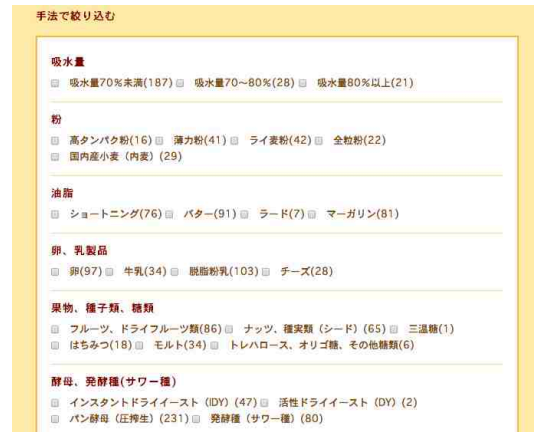 手法で絞り込む
吸水量
吸水量70%未満(187) 吸水量70〜80%(28) 吸水量80%以上(21)
粉
高タンパク粉(16) 薄力粉(41) ライ麦粉(42) 全粒粉(22)
国内産小麦（内麦）(29)
油脂
ショートニング(76) バター(91) ラード(7) マーガリン(81)
卵、乳製品
卵(97) 牛乳(34) 脱脂粉乳(103) チーズ(28)
果物、種子類、糖類
フルーツ、ドライフルーツ類(86) ナッツ、種実類（シード）(65) 三温糖(1)
はちみつ(18) モルト(34) トレハロース、オリゴ糖、その他糖類(6)
酵母、発酵種(サワー種)
インスタントドライイースト（IDY）(47) 活性ドライイースト（DY）(2)
パン酵母（圧搾生）(231) 発酵種（サワー種）(80)